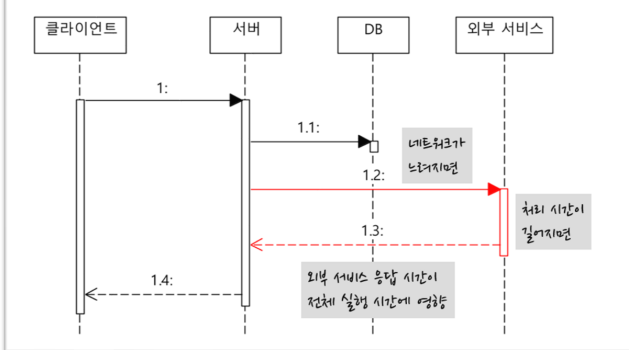 클라이언트
서버
DB
외부 서비스
1:
1.1:
네트워크가
느려지면
1.2:
처리 시간이
길어지면
1.3:
외부 서비스 응답 시간이
전체 실행 시간에 영향
1.4: